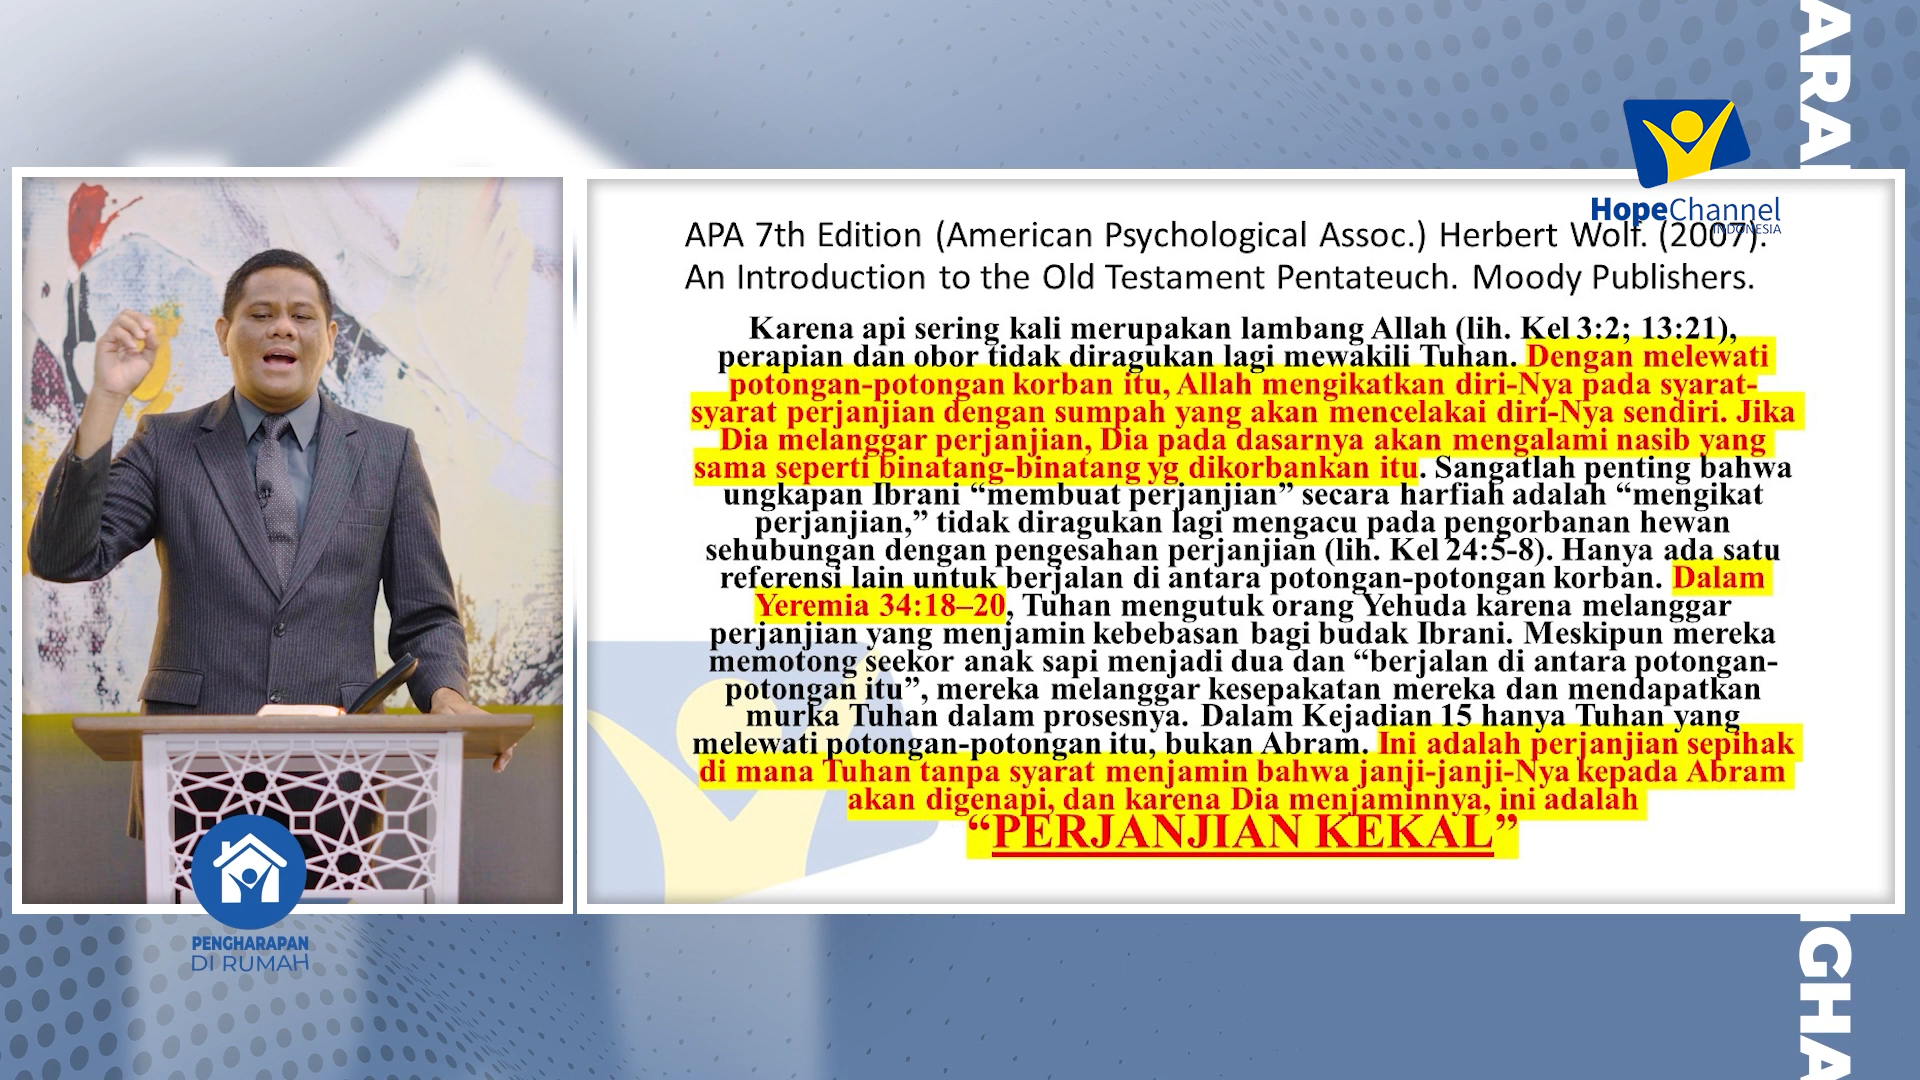 HopeChannel
INDONESIA
APA 7th Edition (American Psychological Assoc.) Herbert Wolf. (2007).
An Introduction to the Old Testament Pentateuch. Moody Publishers.
Karena api sering kali merupakan lambang Allah (lih. Kel 3:2; 13:21),
perapian dan obor tidak diragukan lagi mewakili Tuhan. Dengan melewati
potongan-potongan korban itu, Allah mengikatkan diri-Nya pada syarat-
syarat perjanjian dengan sumpah yang akan mencelakai diri-Nya sendiri. Jika
Dia melanggar perjanjian, Dia pada dasarnya akan mengalami nasib yang
sama seperti binatang-binatang yg dikorbankan itu. Sangatlah penting bahwa
ungkapan Ibrani “membuat perjanjian” secara harfiah adalah “mengikat
perjanjian,” tidak diragukan lagi mengacu pada pengorbanan hewan
sehubungan dengan pengesahan perjanjian (lih. Kel 24:5-8). Hanya ada satu
referensi lain untuk berjalan di antara potongan-potongan korban. Dalam
Yeremia 34:18–20, Tuhan mengutuk orang Yehuda karena melanggar
perjanjian yang menjamin kebebasan bagi budak Ibrani. Meskipun mereka
memotong seekor anak sapi menjadi dua dan “berjalan di antara potongan-
potongan itu”, mereka melanggar kesepakatan mereka dan mendapatkan
murka Tuhan dalam prosesnya. Dalam Kejadian 15 hanya Tuhan yang
melewati potongan-potongan itu, bukan Abram. Ini adalah perjanjian sepihak
di mana Tuhan tanpa syarat menjamin bahwa janji-janji-Nya kepada Abram
akan digenapi, dan karena Dia menjaminnya, ini adalah
“PERJANJIAN KEKAL”
PENGHARAPAN
DI RUMAH
ARA
GHA